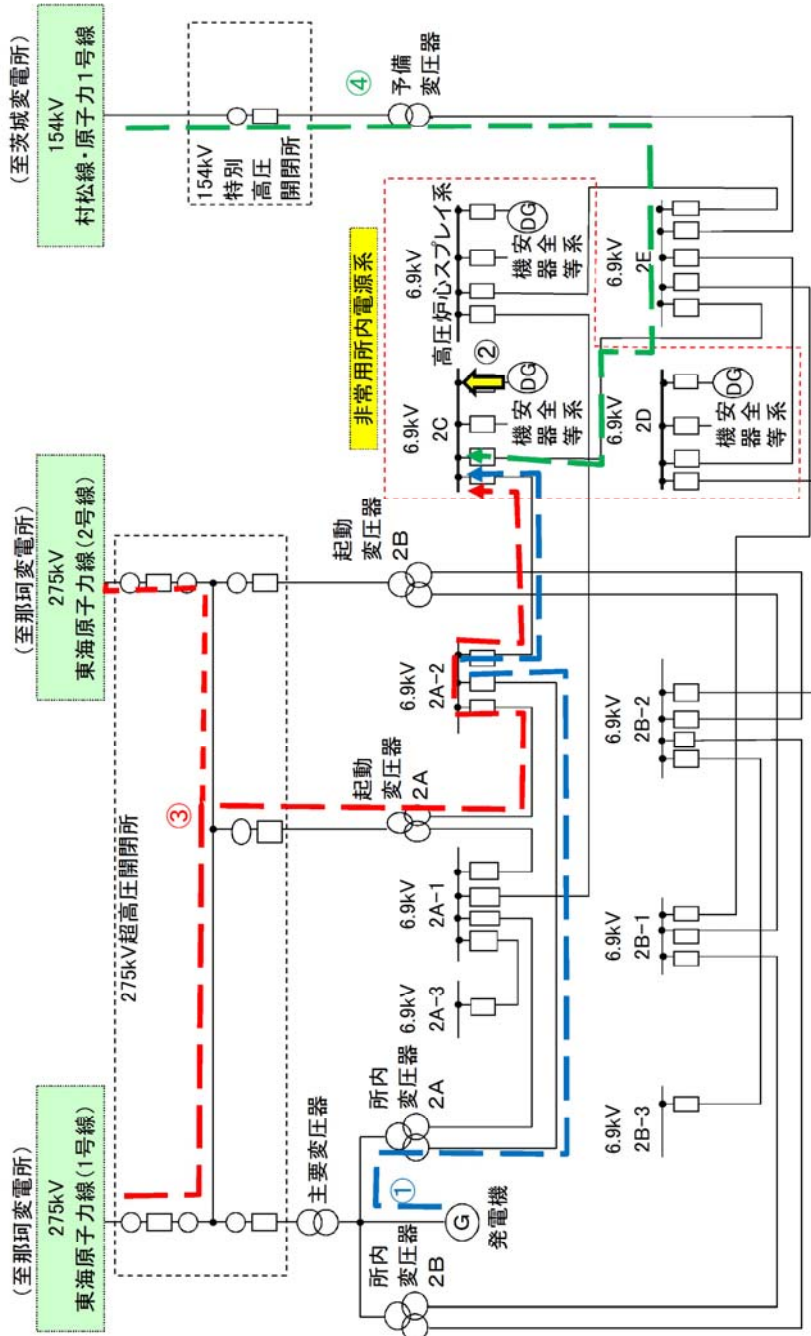 (至那珂変電所)
275kV
東海原子力線(1号線)
(至那珂変電所)
275kV
東海原子力線(2号線)
(至茨城変電所)
154kV
村松線・原子力1号線
275kV超高圧開閉所
③
154kV
特別
高圧
開閉所
④
予備
変圧器
主要変圧器
起動
変圧器
2A
起動
変圧器
2B
所内
変圧器
2B
①
G
発電機
所内
変圧器
2A
6.9kV
2A-3
6.9kV
2A-1
6.9kV
2A-2
非常用所内電源系
6.9kV
2C
②
DG
安全系
機器等
6.9kV
高圧炉心スプレイ系
DG
安全系
機器等
6.9kV
2B-3
6.9kV
2B-1
6.9kV
2B-2
6.9kV
2D
DG
安全系
機器等
6.9kV
2E